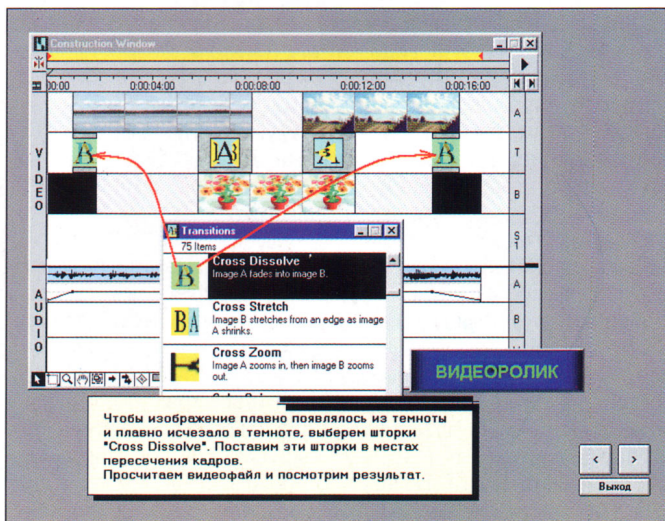 Construction Window
00:00 0:00:04:00 0:00:08:00 0:00:12:00 0:00:16:00
VIDEO
A
T
B
S1
AUDIO
A
B
Transitions
75 Items
Cross Dissolve
Image A fades into image B.
Cross Stretch
Image B stretches from an edge as image
A shrinks.
Cross Zoom
Image A zooms in, then image B zooms
out.
ВИДЕОРОЛИК
Чтобы изображение плавно появлялось из темноты
и плавно исчезало в темноте, выберем шторки
"Cross Dissolve". Поставим эти шторки в местах
пересечения кадров.
Просчитаем видеофайл и посмотрим результат.
< >
Выход